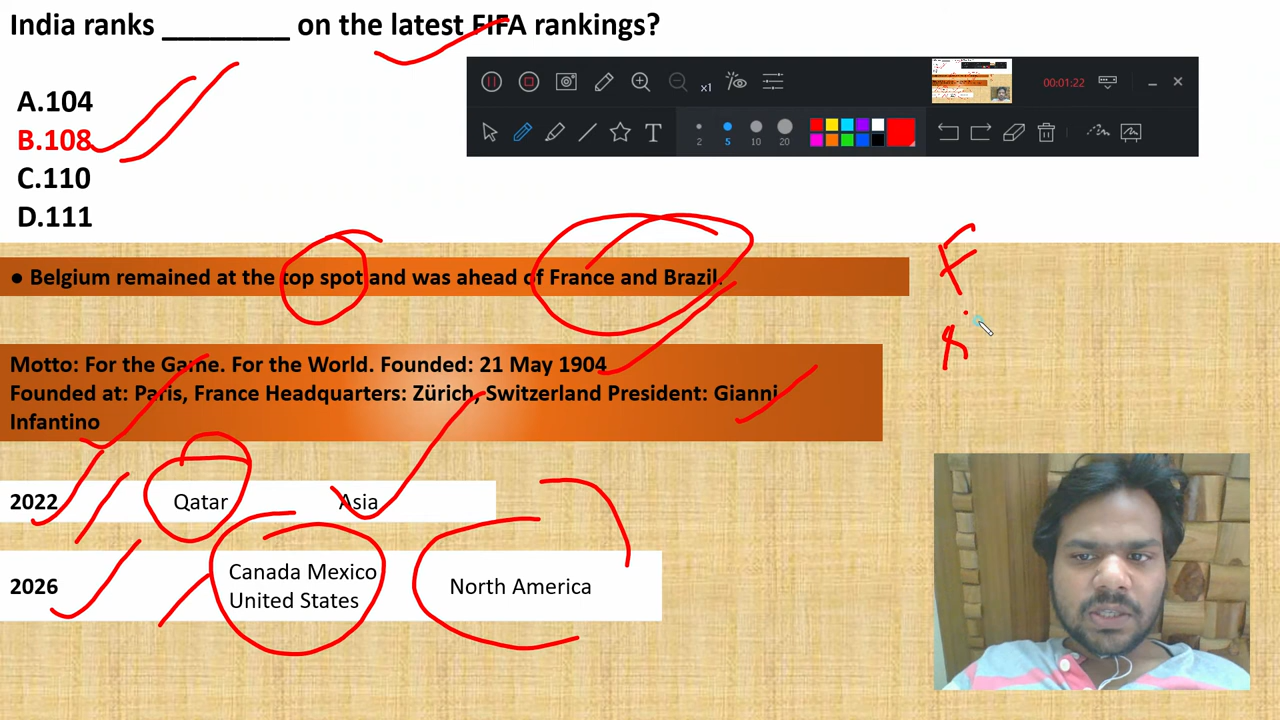 India ranks ________ on the latest FIFA rankings?
A.104
B.108
C.110
D.111
x1
00:01:22
T
2
5
10
20
● Belgium remained at the top spot and was ahead of France and Brazil.
F
Motto: For the Game. For the World. Founded: 21 May 1904
Founded at: Paris, France Headquarters: Zürich, Switzerland President: Gianni
Infantino
2022 Qatar Asia
2026 Canada Mexico
United States North America